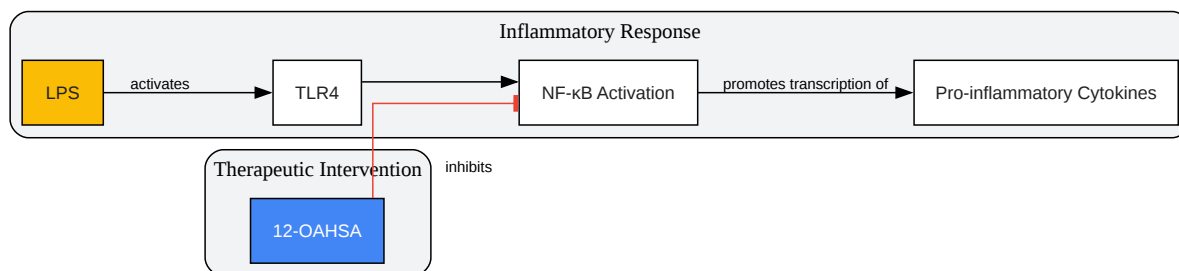 Inflammatory Response
LPS
activates
TLR4
NF-κB Activation
promotes transcription of
Pro-inflammatory Cytokines
Therapeutic Intervention
inhibits
12-OAHSA